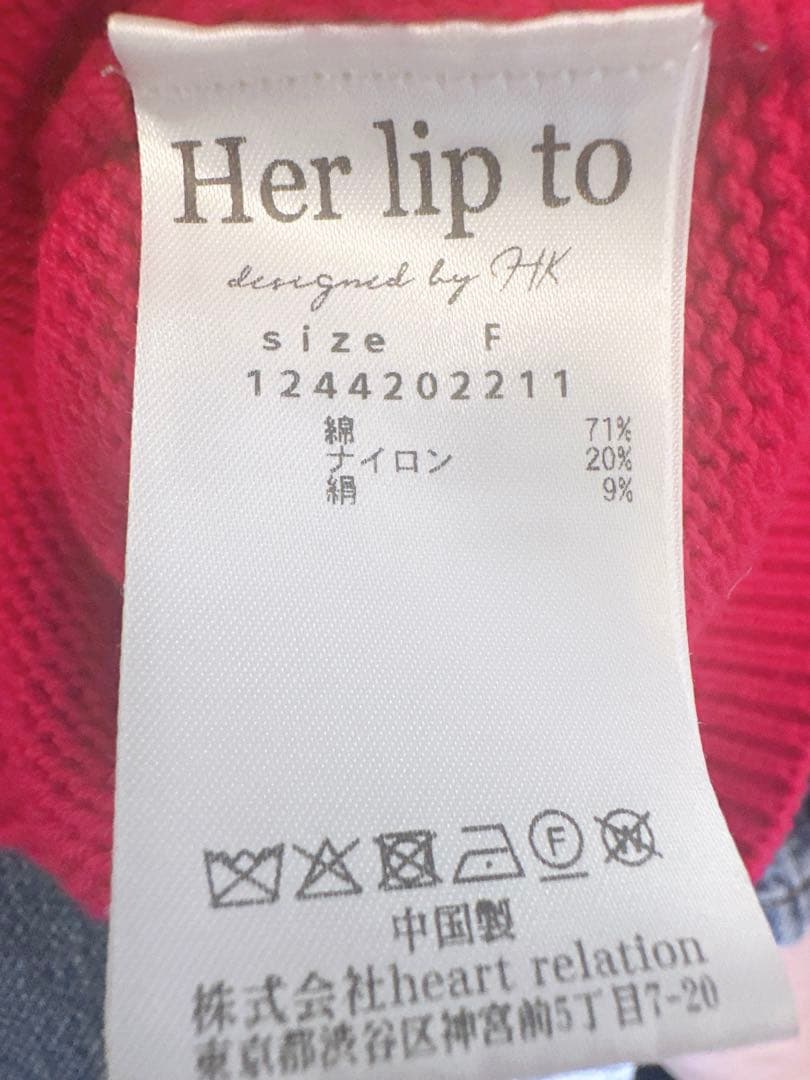 Her lip to
designed by HK
size F
1244202211
綿 71%
ナイロン 20%
絹 9%
F W
中国製
株式会社heart relation
東京都渋谷区神宮前5丁目7-20